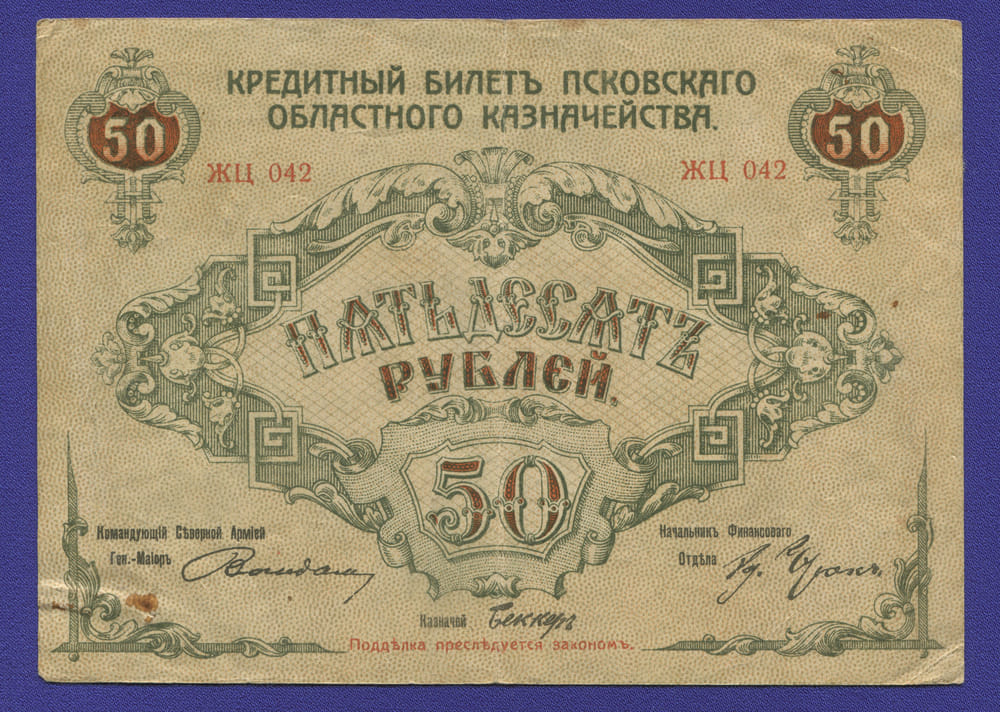 КРЕДИТНЫЙ БИЛЕТЪ ПСКОВСКАГО
ОБЛАСТНОГО КАЗНАЧЕЙСТВА.
50
50
ЖЦ 042
ЖЦ 042
ПЯТЬДЕСЯТЪ
РУБЛЕЙ.
50
Командующій Сѣверной Арміей
Ген.-Маіоръ Вандам
Начальникъ Финансоваго
Отдѣла
Казначей Беккеръ
Поддѣлка преслѣдуется закономъ.